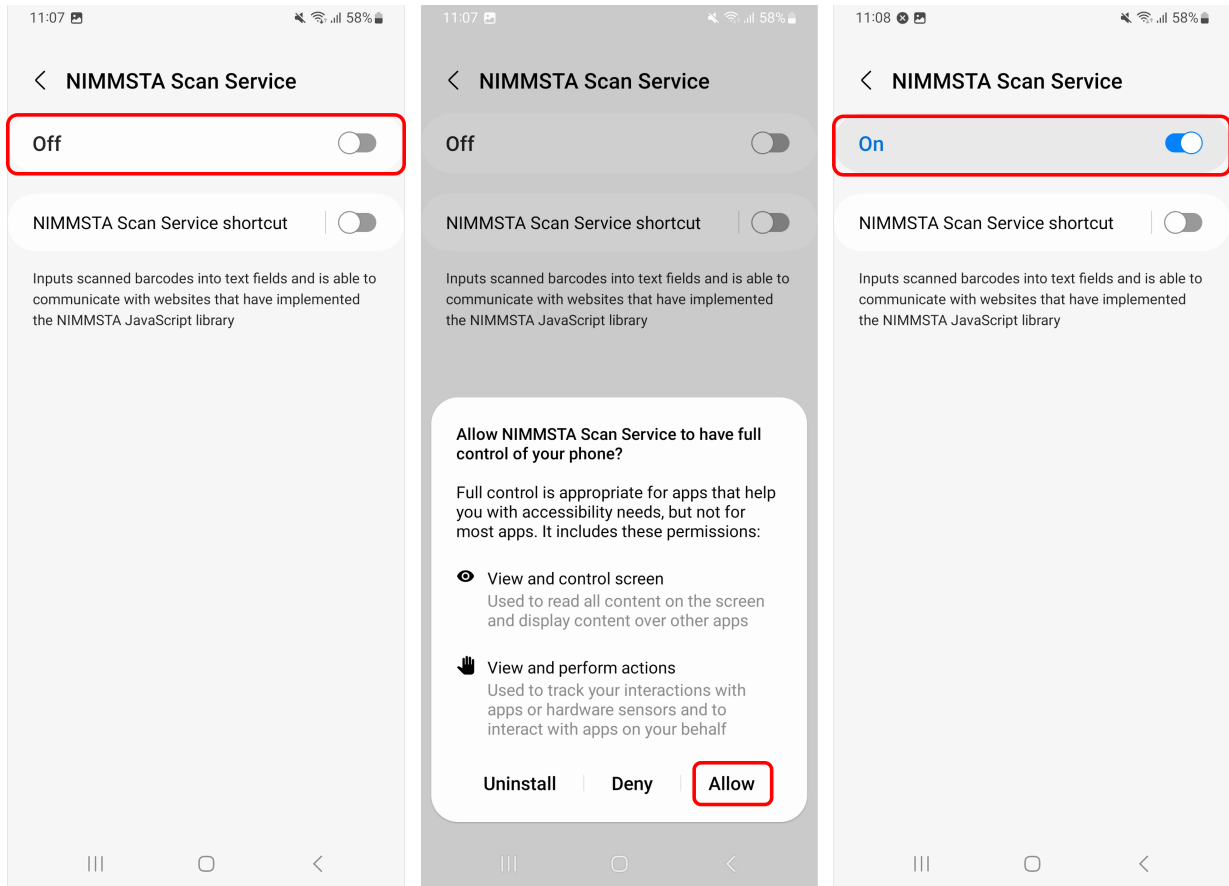 11:07 58%
NIMMSTA Scan Service
Off
NIMMSTA Scan Service shortcut
Inputs scanned barcodes into text fields and is able to
communicate with websites that have implemented
the NIMMSTA JavaScript library
11:07 58%
NIMMSTA Scan Service
Off
NIMMSTA Scan Service shortcut
Inputs scanned barcodes into text fields and is able to
communicate with websites that have implemented
the NIMMSTA JavaScript library
Allow NIMMSTA Scan Service to have full
control of your phone?
Full control is appropriate for apps that help
you with accessibility needs, but not for
most apps. It includes these permissions:
View and control screen
Used to read all content on the screen
and display content over other apps
View and perform actions
Used to track your interactions with
apps or hardware sensors and to
interact with apps on your behalf
Uninstall Deny Allow
11:08 58%
NIMMSTA Scan Service
On
NIMMSTA Scan Service shortcut
Inputs scanned barcodes into text fields and is able to
communicate with websites that have implemented
the NIMMSTA JavaScript library